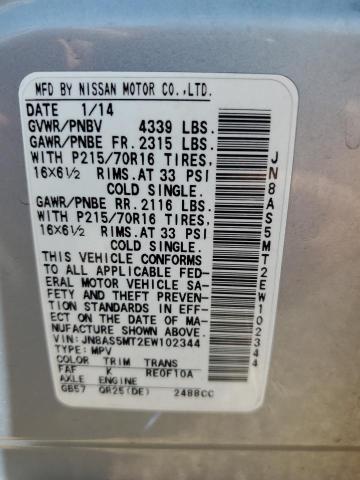 MFD BY NISSAN MOTOR CO.,LTD.
DATE 1/14
GVWR/PNBV 4339 LBS.
GAWR/PNBE FR. 2315 LBS.
WITH P215/70R16 TIRES,
16X6½ RIMS.AT 33 PSI
COLD SINGLE.
GAWR/PNBE RR. 2116 LBS.
WITH P215/70R16 TIRES,
16X6½ RIMS.AT 33 PSI
COLD SINGLE.
THIS VEHICLE CONFORMS
TO ALL APPLICABLE FED-
ERAL MOTOR VEHICLE SA-
FETY AND THEFT PREVEN-
TION STANDARDS IN EFF-
ECT ON THE DATE OF MA-
NUFACTURE SHOWN ABOVE.
VIN: JN8AS5MT2EW102344
TYPE: MPV
COLOR TRIM TRANS
FAF K RE0F10A
AXLE ENGINE
GB57 QR25(DE) 2488CC
JN8AS5MT2EW102344